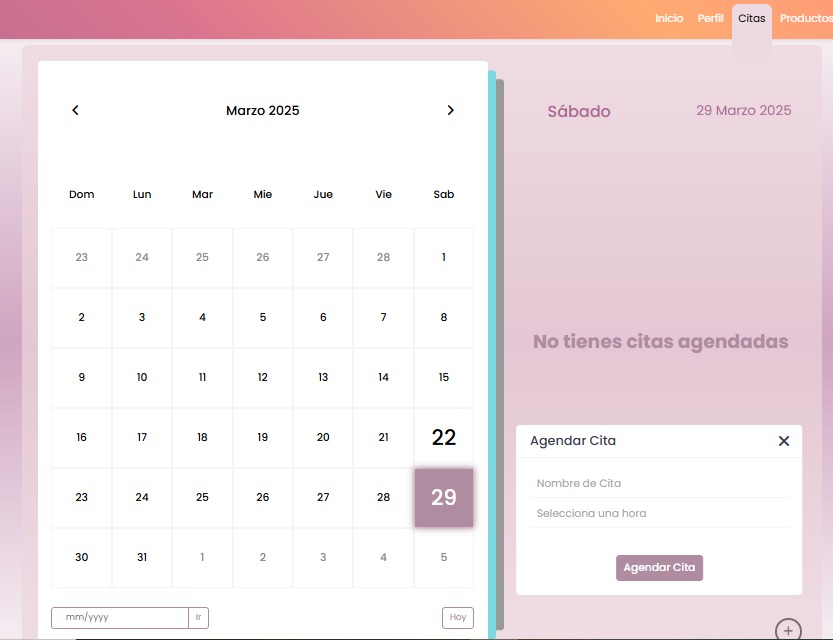 Inicio Perfil Citas Productos
Marzo 2025
Sábado 29 Marzo 2025
Dom Lun Mar Mie Jue Vie Sab
23 24 25 26 27 28 1
2 3 4 5 6 7 8
9 10 11 12 13 14 15
16 17 18 19 20 21 22
23 24 25 26 27 28 29
30 31 1 2 3 4 5
mm/yyyy Ir Hoy
No tienes citas agendadas
Agendar Cita
Nombre de Cita
Selecciona una hora
Agendar Cita